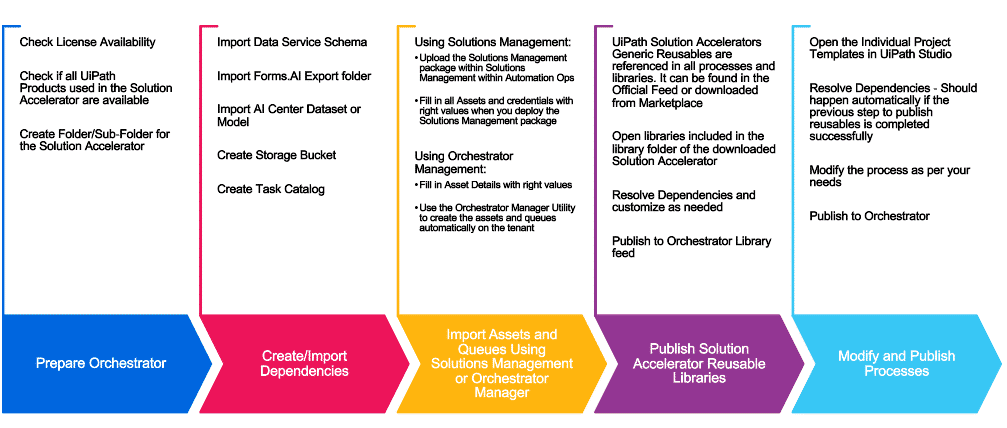 Check License Availability
Check if all UiPath
Products used in the Solution
Accelerator are available
Create Folder/Sub-Folder for
the Solution Accelerator
Prepare Orchestrator
Import Data Service Schema
Import Forms.AI Export folder
Import AI Center Dataset or
Model
Create Storage Bucket
Create Task Catalog
Create/Import
Dependencies
Using Solutions Management:
•Upload the Solutions Management
package within Solutions
Management within Automation Ops
•Fill in all Assets and credentials with
right values when you deploy the
Solutions Management package
Using Orchestrator
Management:
•Fill in Asset Details with right values
•Use the Orchestrator Manager Utility
to create the assets and queues
automatically on the tenant
Import Assets and
Queues Using
Solutions Management
or Orchestrator
Manager
UiPath Solution Accelerators
Generic Reusables are
referenced in all processes and
libraries. It can be found in the
Official Feed or downloaded
from Marketplace
Open libraries included in the
library folder of the downloaded
Solution Accelerator
Resolve Dependencies and
customize as needed
Publish to Orchestrator Library
feed
Publish Solution
Accelerator Reusable
Libraries
Open the Individual Project
Templates in UiPath Studio
Resolve Dependencies - Should
happen automatically if the
previous step to publish
reusables is completed
successfully
Modify the process as per your
needs
Publish to Orchestrator
Modify and Publish
Processes